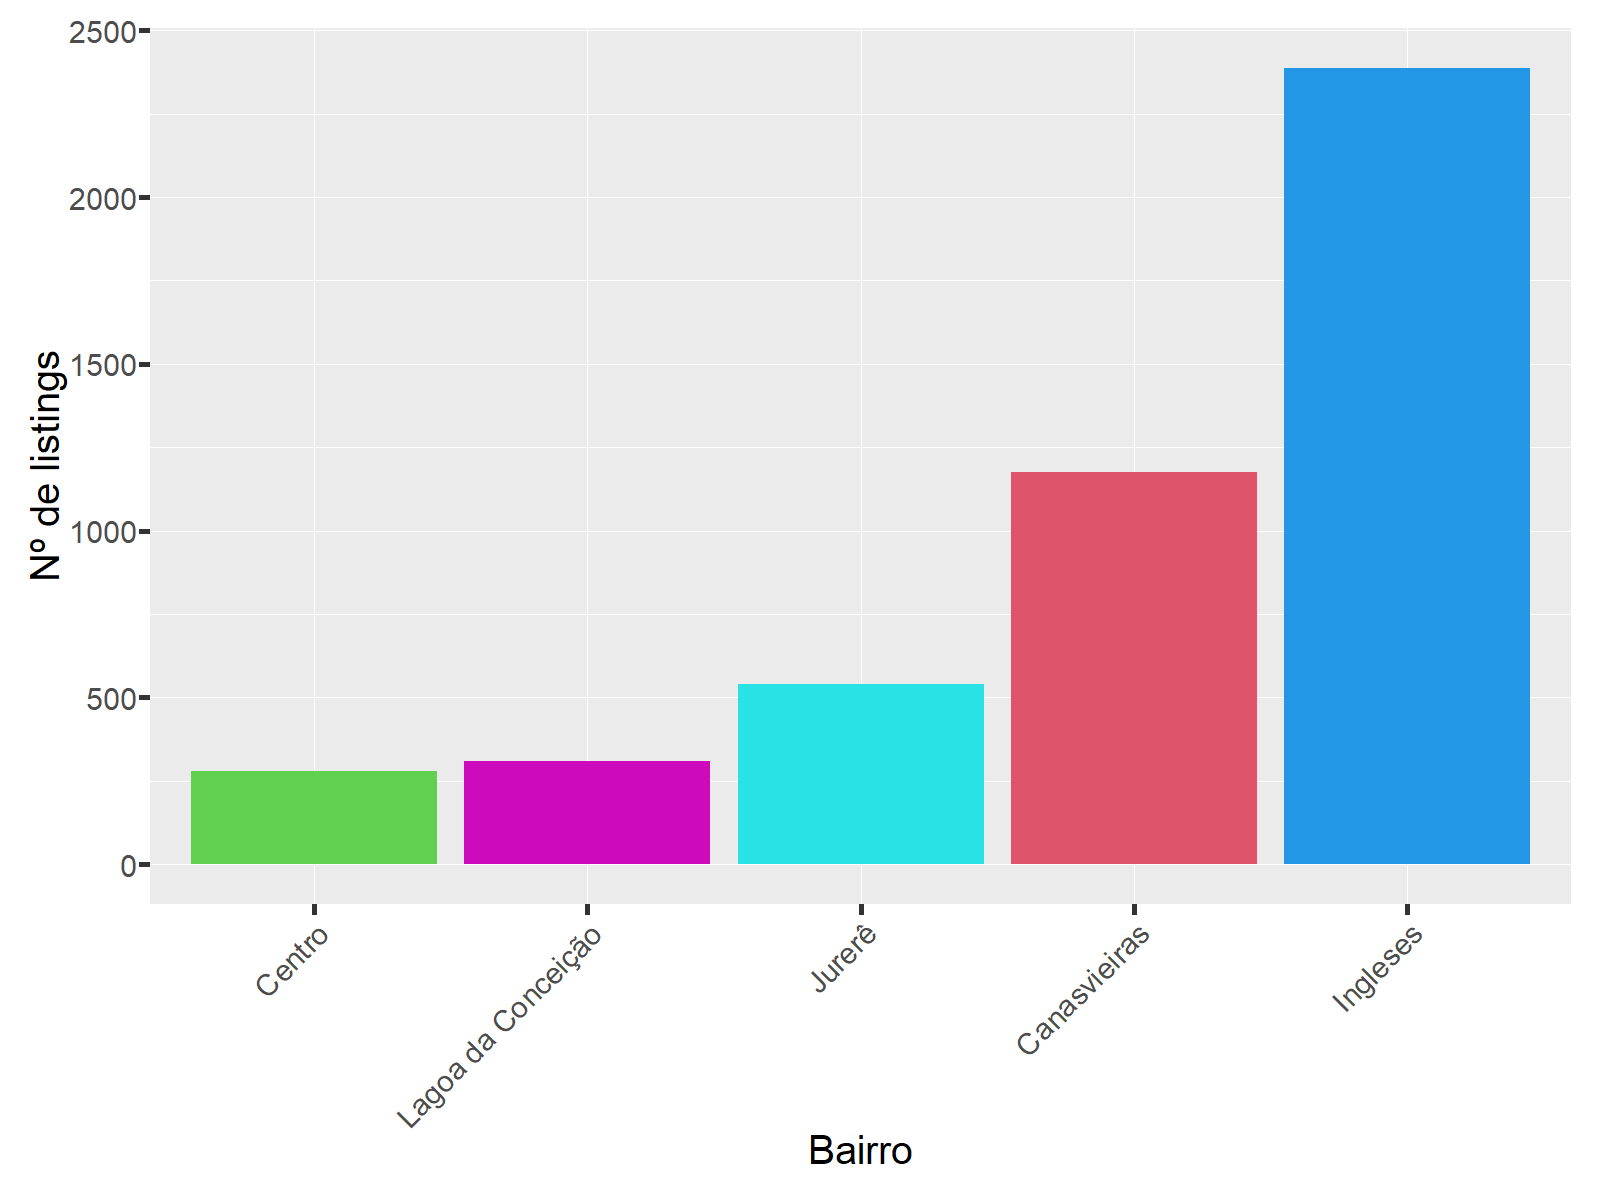 2500
2000
1500
1000
500
0
Nº de listings
Centro
Lagoa da Conceição
Jurerê
Canasvieiras
Ingleses
Bairro